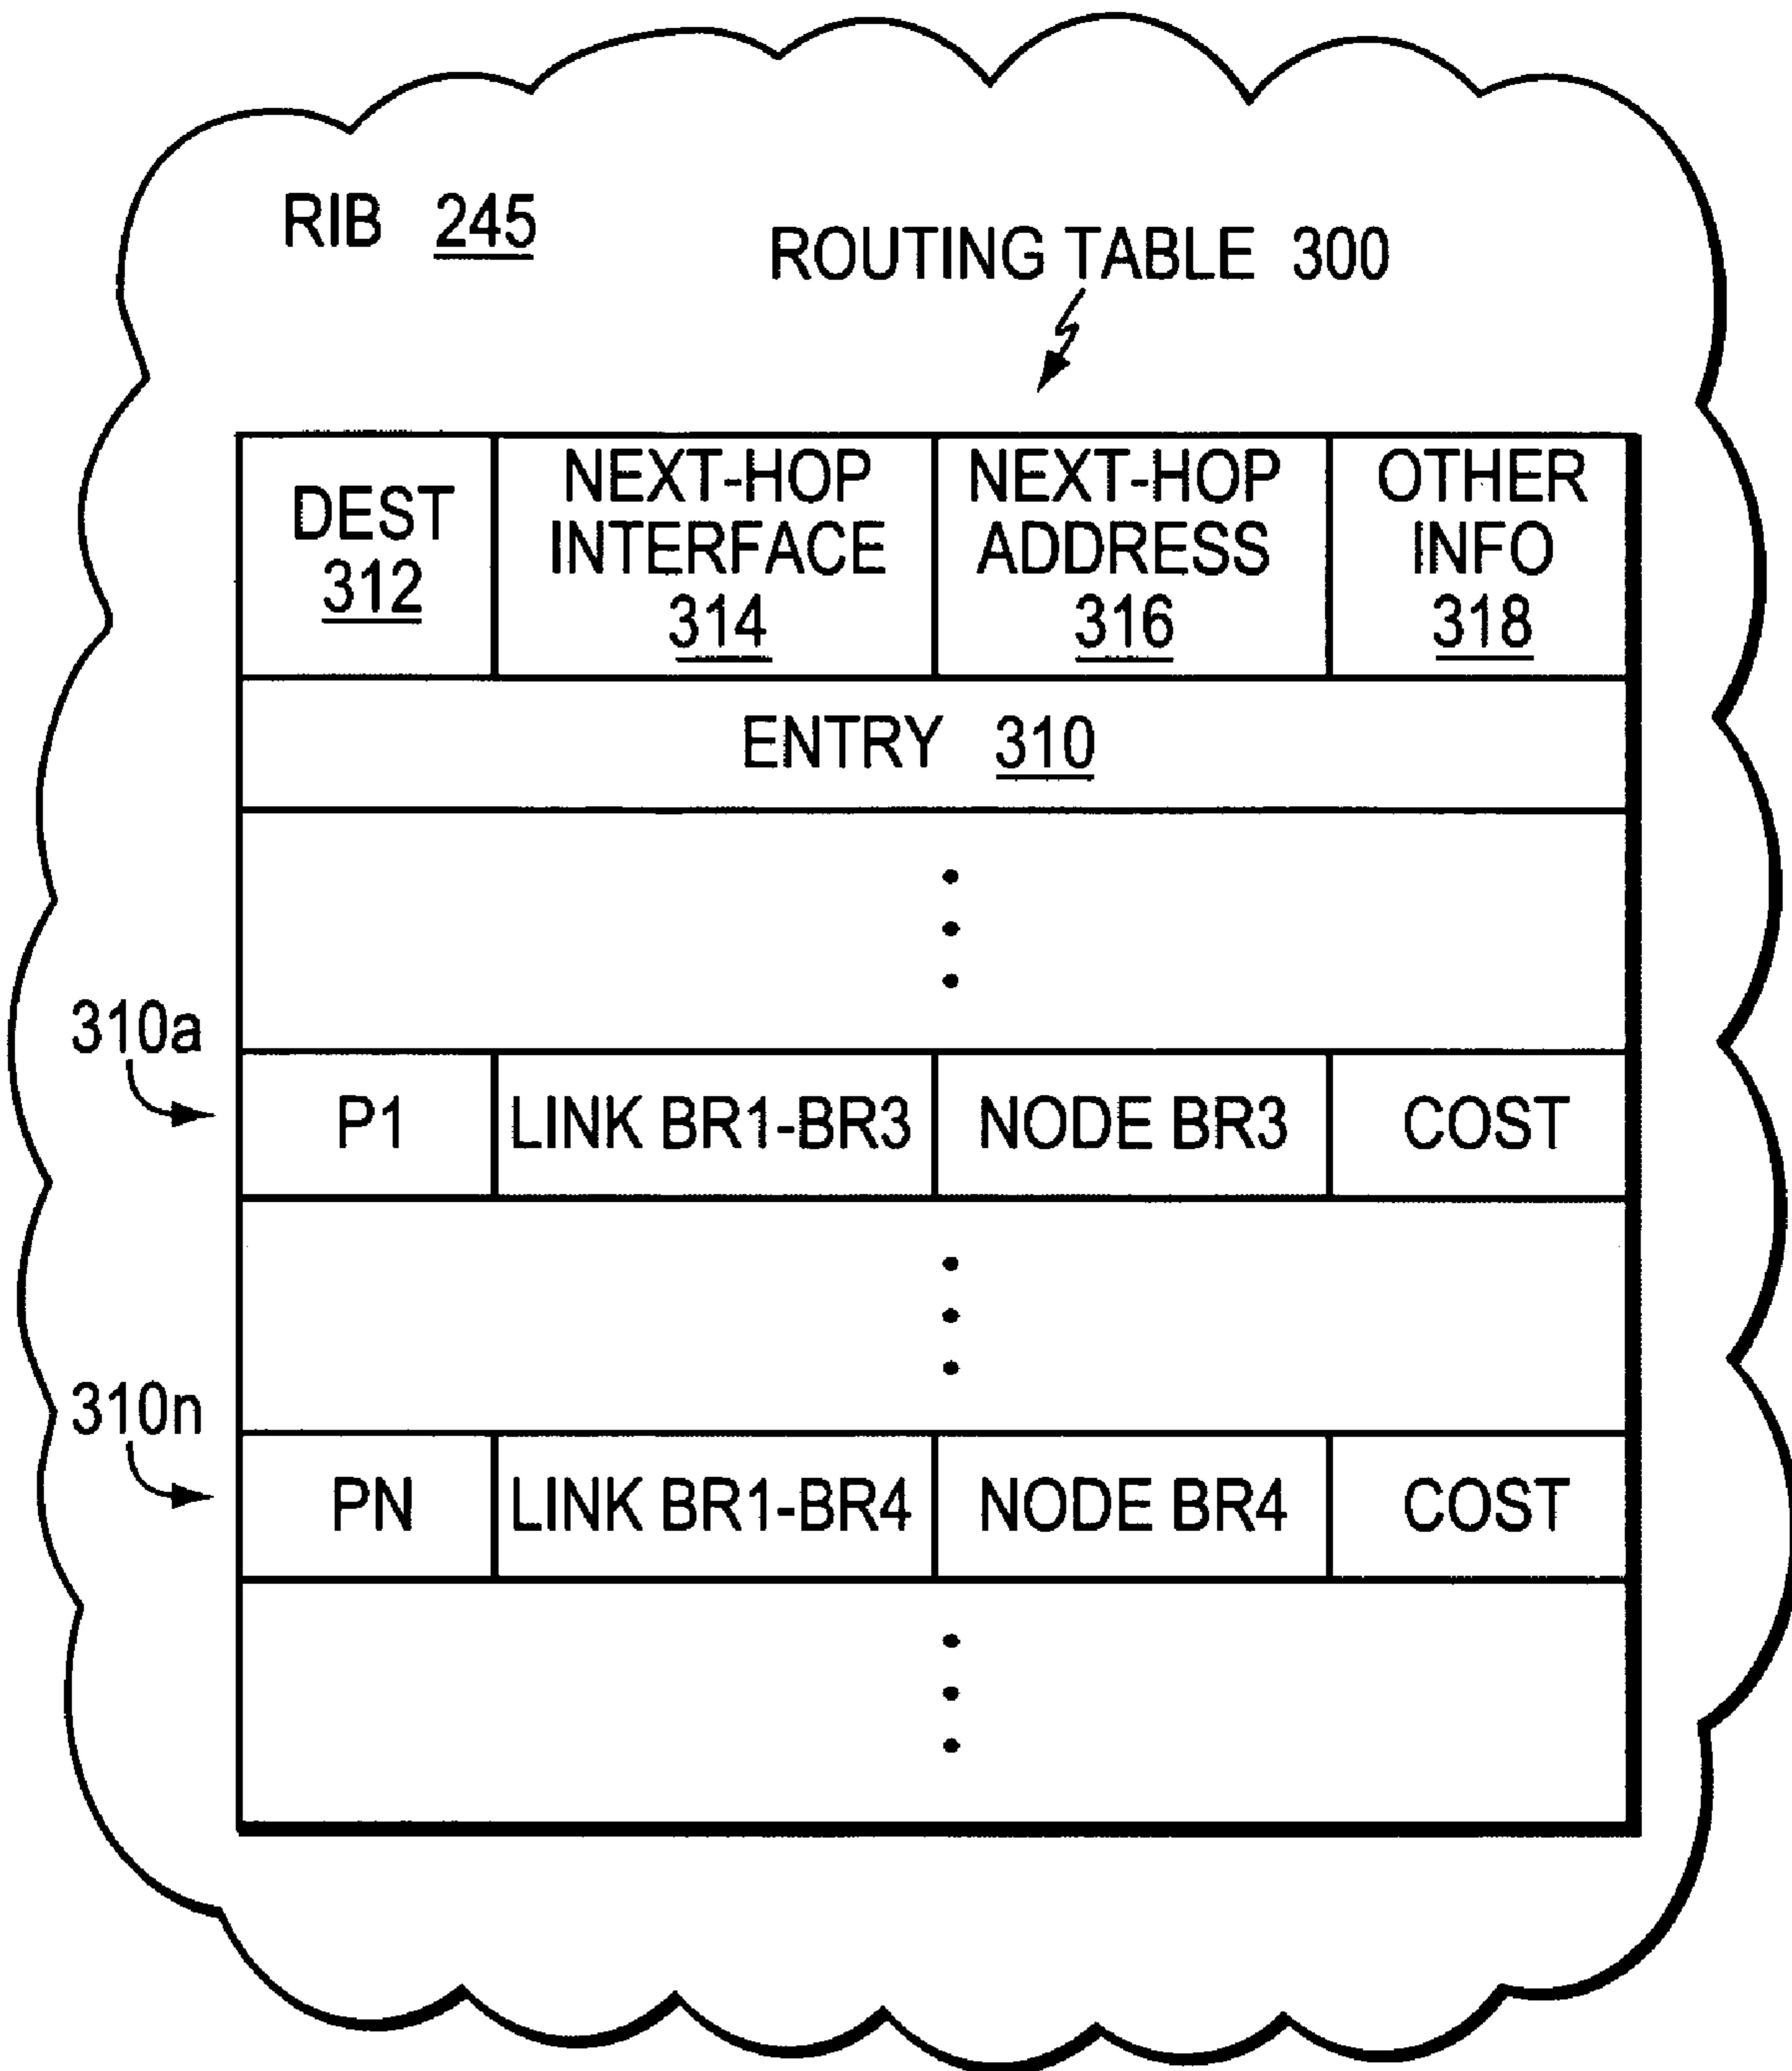 RIB 245
ROUTING TABLE 300
DEST
312
NEXT-HOP
INTERFACE
314
NEXT-HOP
ADDRESS
316
OTHER
INFO
318
ENTRY 310
310a
P1
LINK BR1-BR3
NODE BR3
COST
310n
PN
LINK BR1-BR4
NODE BR4
COST